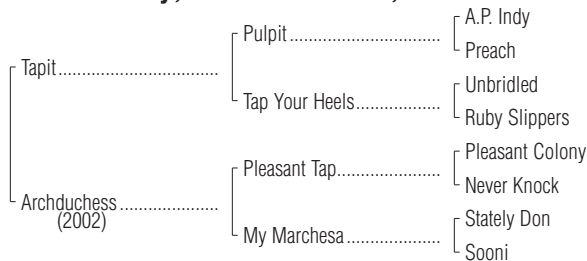 A.P. Indy
Pulpit
Preach
Tapit
Unbridled
Tap Your Heels
Ruby Slippers
Pleasant Colony
Pleasant Tap
Never Knock
Archduchess
(2002)
Stately Don
My Marchesa
Sooni